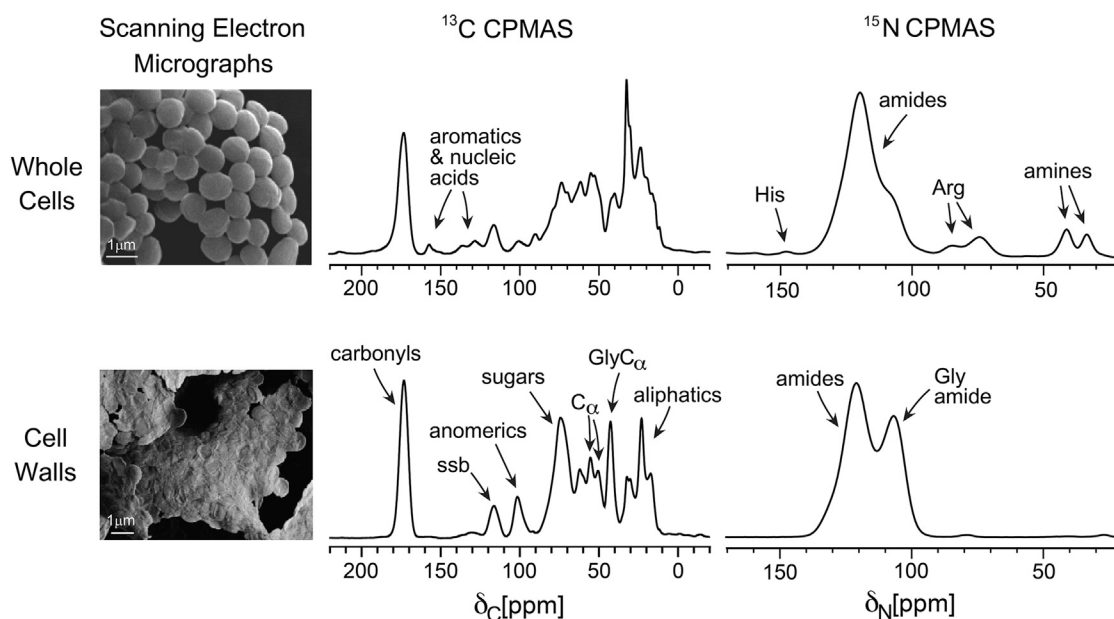 Scanning Electron
Micrographs
¹³C CPMAS
¹⁵N CPMAS
Whole
Cells
1μm
aromatics
& nucleic
acids
200 150 100 50 0
His
amides
Arg
amines
150 100 50
Cell
Walls
1μm
carbonyls
ssb
anomerics
sugars
Cα
GlyCα
aliphatics
200 150 100 50 0
δC[ppm]
amides
Gly
amide
150 100 50
δN[ppm]